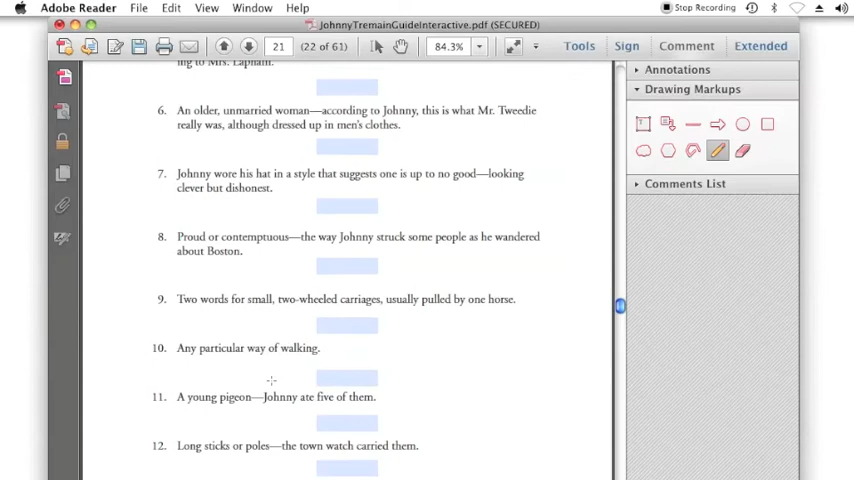 Adobe Reader File Edit View Window Help Stop Recording
JohnnyTremainGuideInteractive.pdf (SECURED)
21 (22 of 61) 84.3% Tools Sign Comment Extended
ing to Mrs. Lapham.
6. An older, unmarried woman—according to Johnny, this is what Mr. Tweedie
really was, although dressed up in men's clothes.
7. Johnny wore his hat in a style that suggests one is up to no good—looking
clever but dishonest.
8. Proud or contemptuous—the way Johnny struck some people as he wandered
about Boston.
9. Two words for small, two-wheeled carriages, usually pulled by one horse.
10. Any particular way of walking.
11. A young pigeon—Johnny ate five of them.
12. Long sticks or poles—the town watch carried them.
Annotations
Drawing Markups
T
Comments List